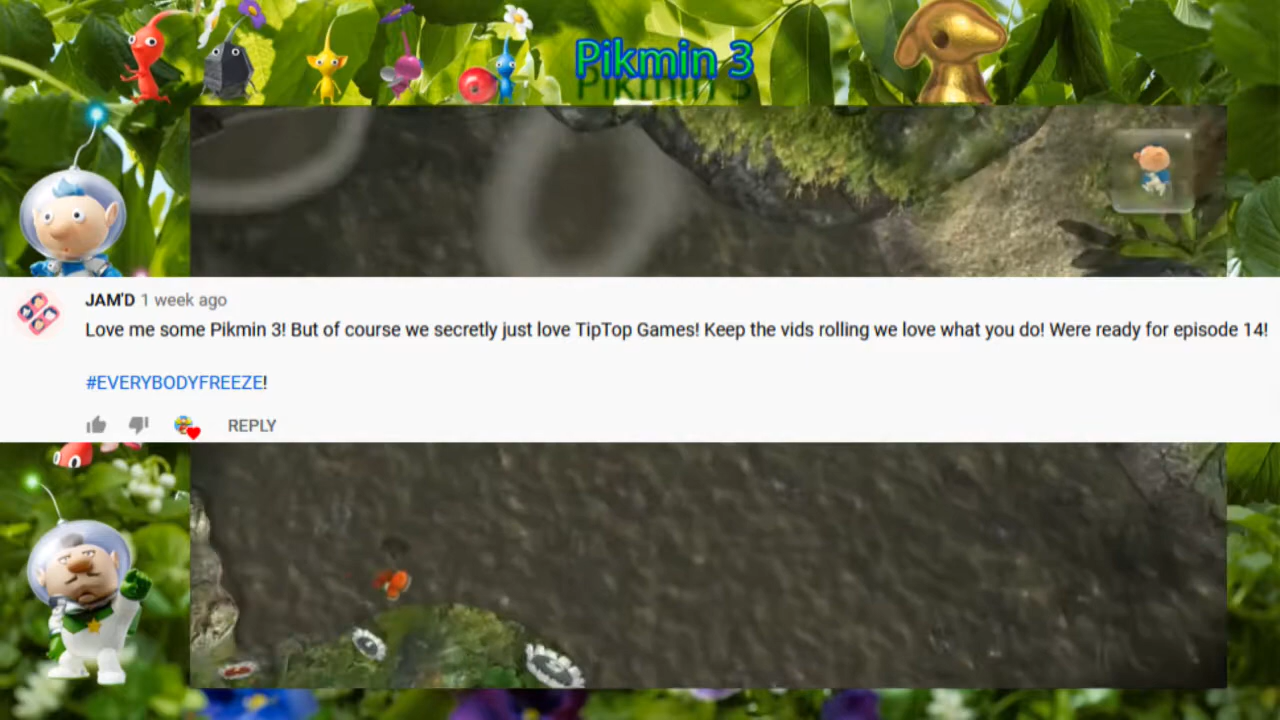 Pikmin 3
JAM'D 1 week ago
Love me some Pikmin 3! But of course we secretly just love TipTop Games! Keep the vids rolling we love what you do! Were ready for episode 14!
#EVERYBODYFREEZE!
REPLY